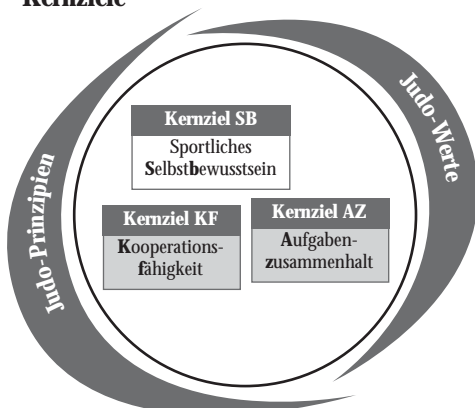 Kernziele
Judo-Werte
Kernziel SB
Sportliches
Selbstbewusstsein
Judo-Prinzipien
Kernziel KF
Kooperations-
fähigkeit
Kernziel AZ
Aufgaben-
zusammenhalt